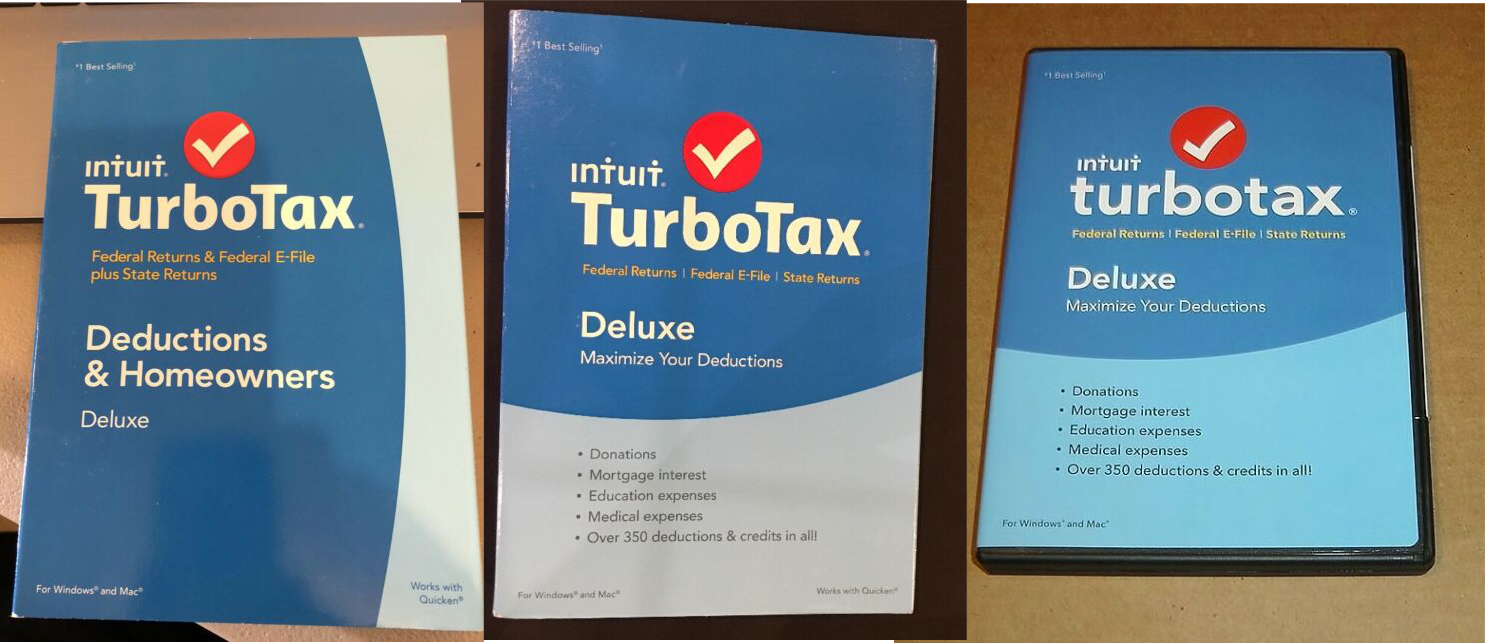 #1 Best Selling¹
intuit®
TurboTax®
Federal Returns & Federal E-File
plus State Returns
Deductions
& Homeowners
Deluxe
For Windows® and Mac®
Works with
Quicken®
#1 Best Selling¹
intuit®
TurboTax®
Federal Returns | Federal E-File | State Returns
Deluxe
Maximize Your Deductions
• Donations
• Mortgage interest
• Education expenses
• Medical expenses
• Over 350 deductions & credits in all!
For Windows® and Mac®
Works with Quicken®
#1 Best Selling¹
intuit
turbotax®
Federal Returns | Federal E-File | State Returns
Deluxe
Maximize Your Deductions
• Donations
• Mortgage interest
• Education expenses
• Medical expenses
• Over 350 deductions & credits in all!
For Windows® and Mac®